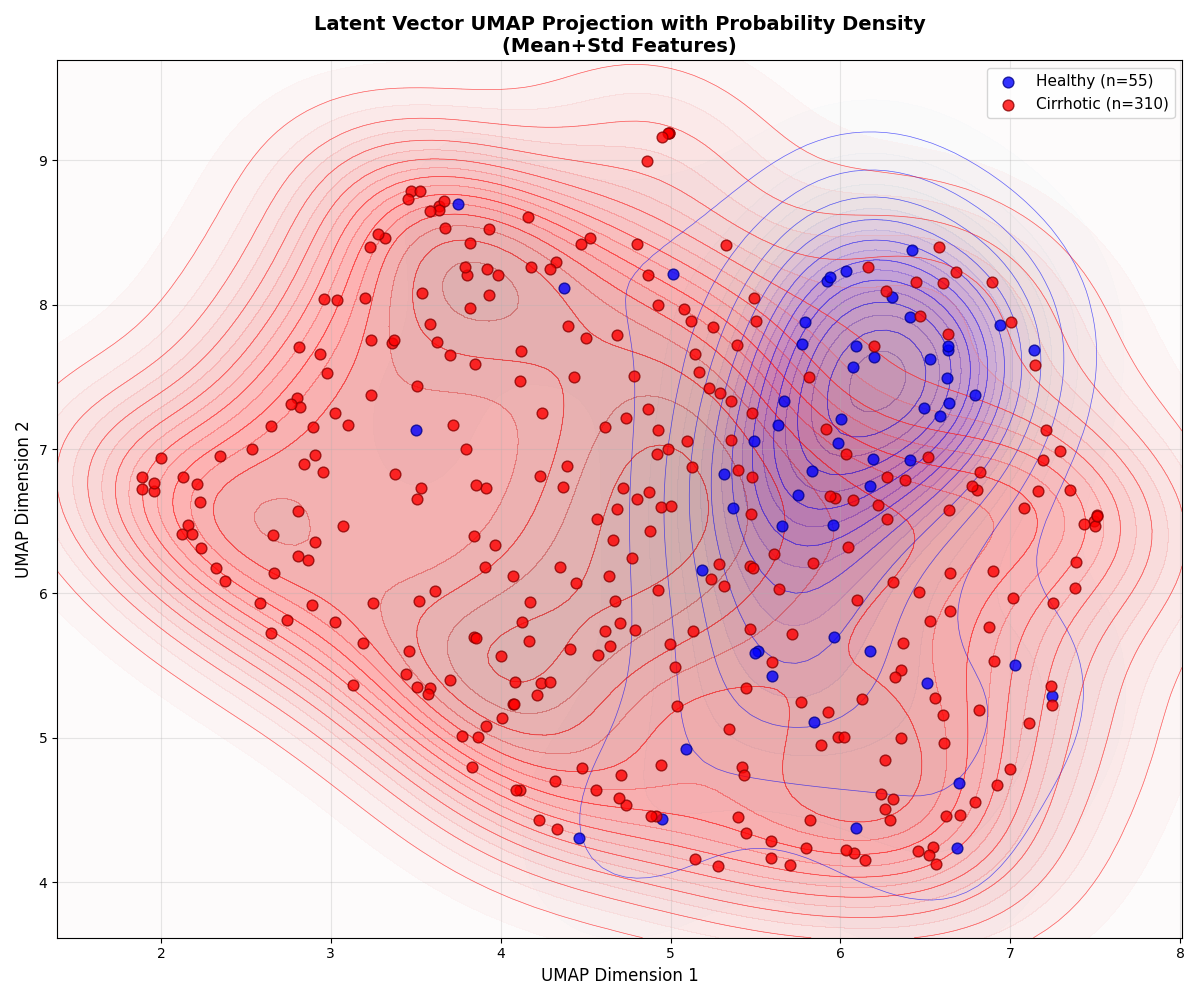 Latent Vector UMAP Projection with Probability Density
(Mean+Std Features)
Healthy (n=55)
Cirrhotic (n=310)
UMAP Dimension 2
9
8
7
6
5
4
2
3
4
5
6
7
8
UMAP Dimension 1